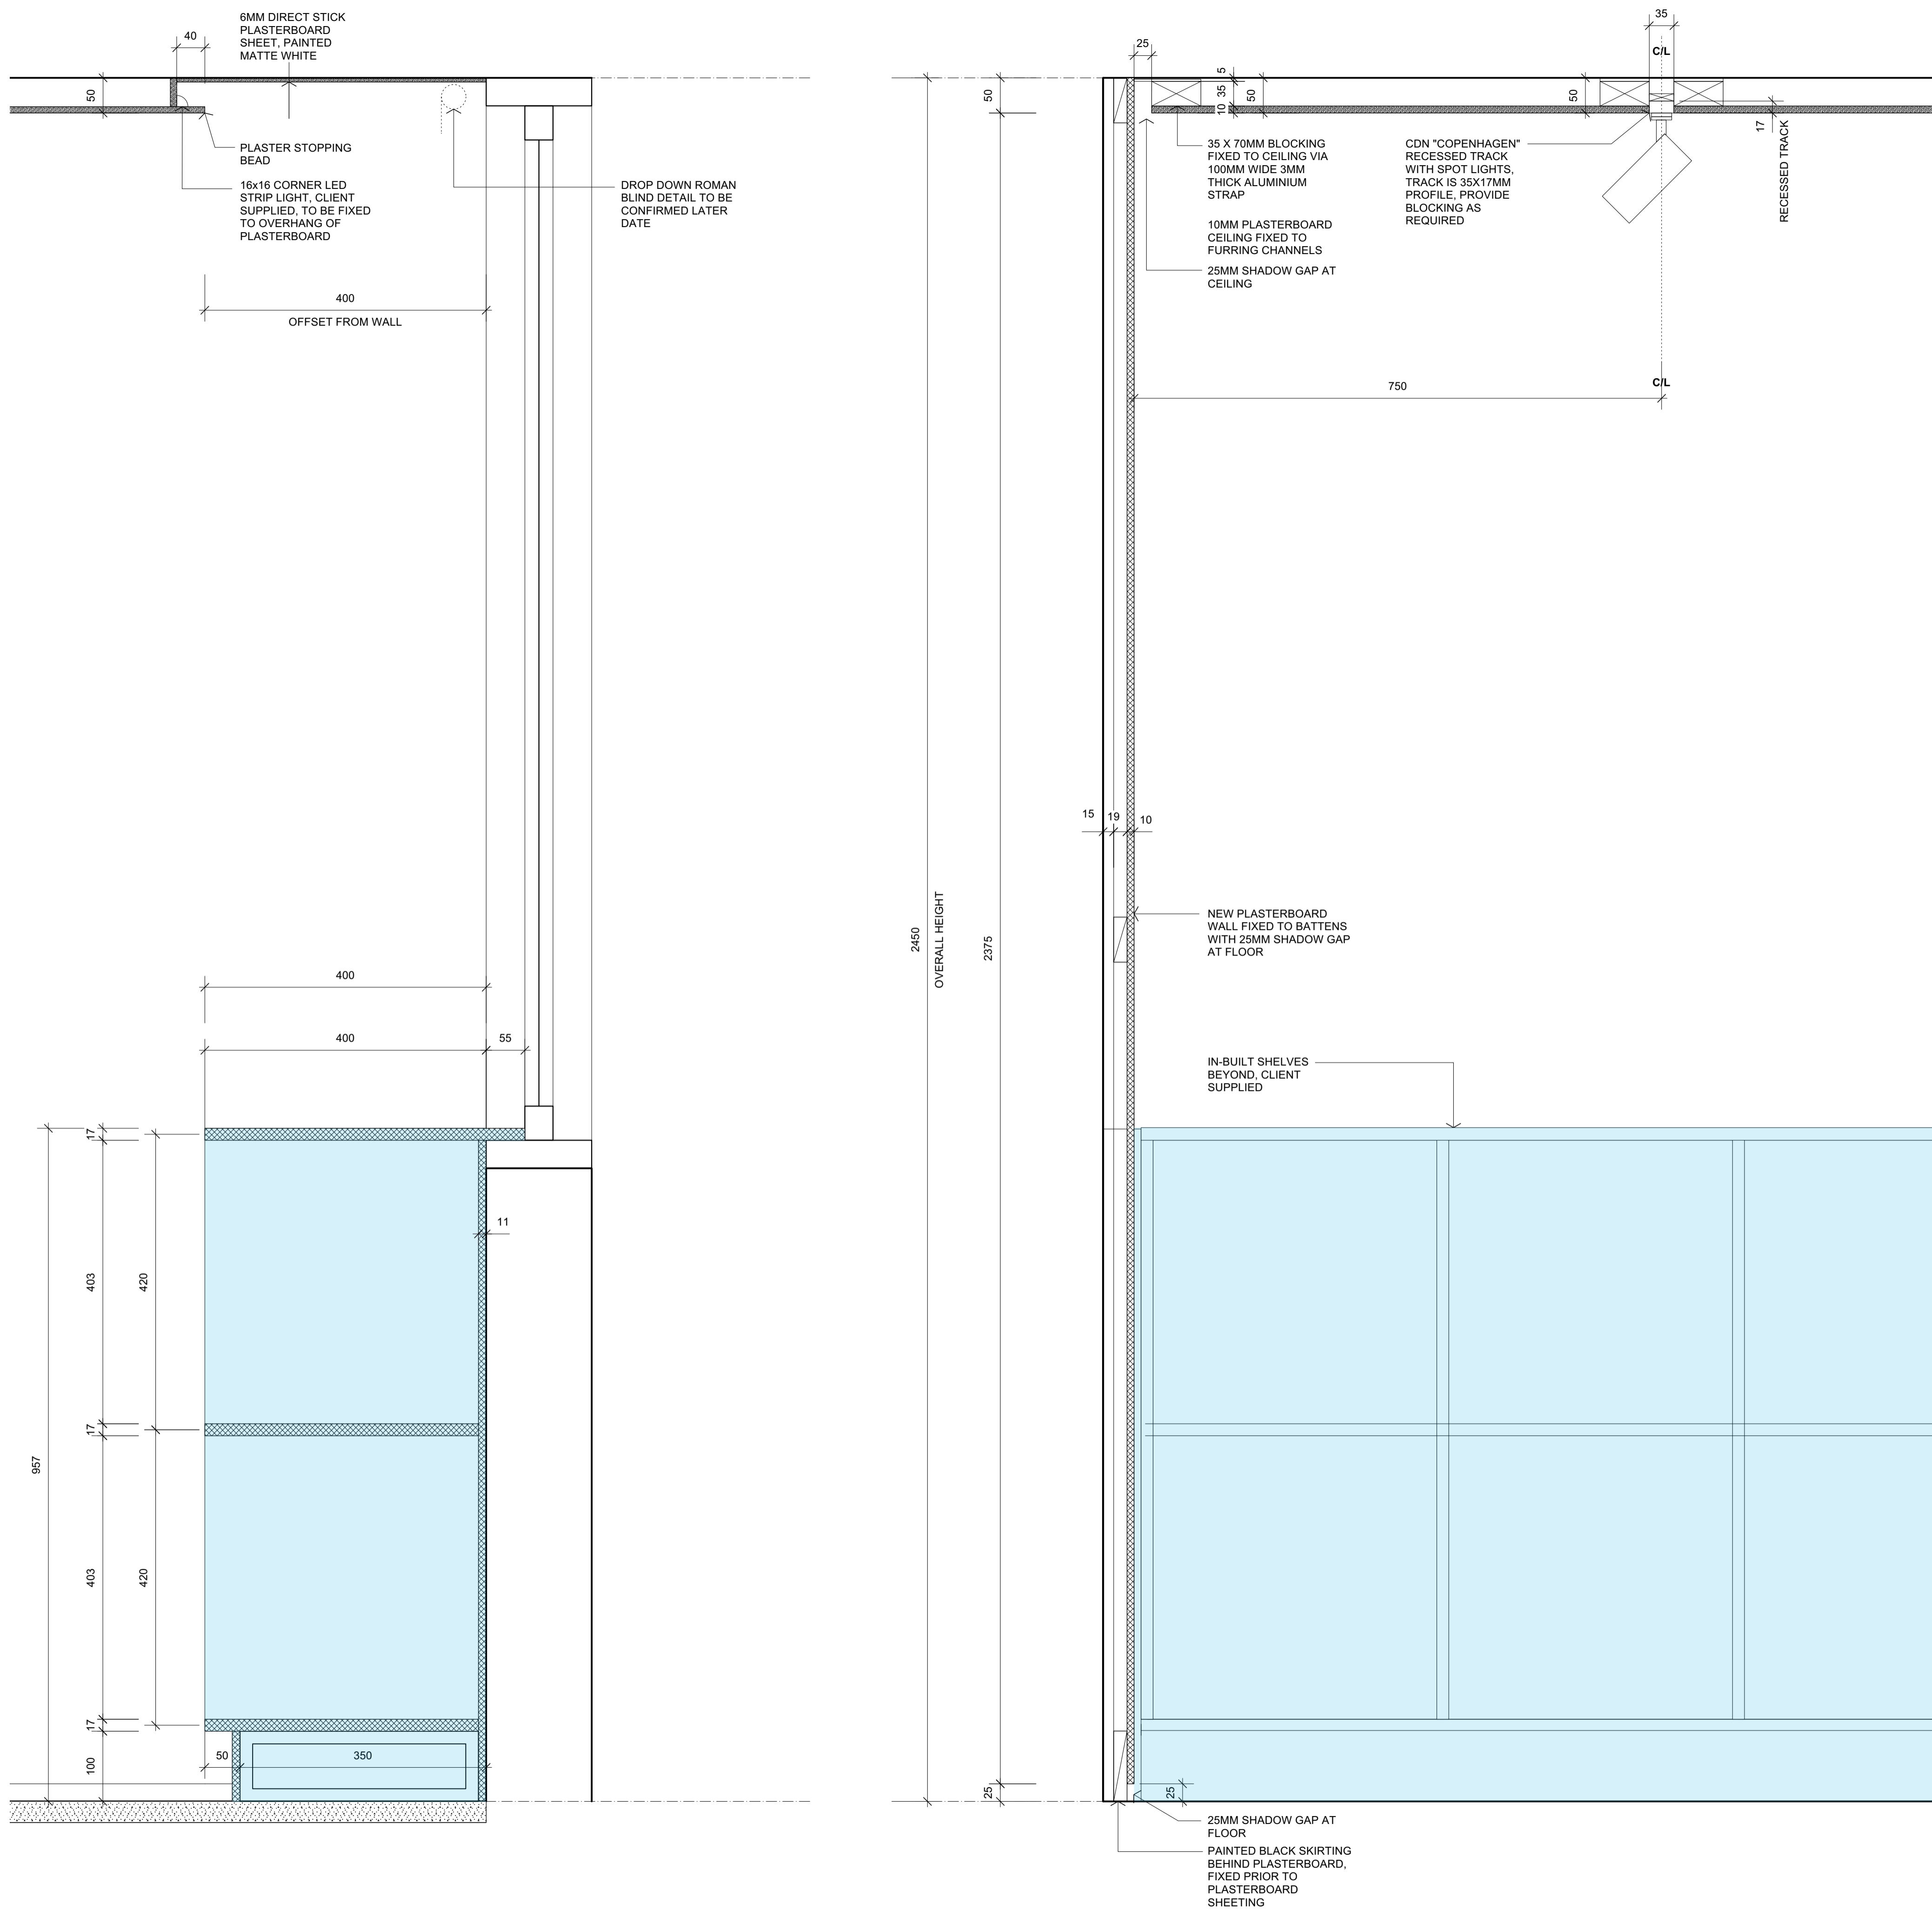 6MM DIRECT STICK
PLASTERBOARD
SHEET, PAINTED
MATTE WHITE
40
50
PLASTER STOPPING
BEAD
16x16 CORNER LED
STRIP LIGHT, CLIENT
SUPPLIED, TO BE FIXED
TO OVERHANG OF
PLASTERBOARD
DROP DOWN ROMAN
BLIND DETAIL TO BE
CONFIRMED LATER
DATE
400
OFFSET FROM WALL
400
400
55
17
11
403
420
17
957
403
420
17
50
350
100
35
C/L
25
5
50
35
50
10
50
17
RECESSED TRACK
35 X 70MM BLOCKING
FIXED TO CEILING VIA
100MM WIDE 3MM
THICK ALUMINIUM
STRAP
CDN "COPENHAGEN"
RECESSED TRACK
WITH SPOT LIGHTS,
TRACK IS 35X17MM
PROFILE, PROVIDE
BLOCKING AS
REQUIRED
10MM PLASTERBOARD
CEILING FIXED TO
FURRING CHANNELS
25MM SHADOW GAP AT
CEILING
750
C/L
15
19
10
2450
OVERALL HEIGHT
2375
NEW PLASTERBOARD
WALL FIXED TO BATTENS
WITH 25MM SHADOW GAP
AT FLOOR
IN-BUILT SHELVES
BEYOND, CLIENT
SUPPLIED
25
25
25MM SHADOW GAP AT
FLOOR
PAINTED BLACK SKIRTING
BEHIND PLASTERBOARD,
FIXED PRIOR TO
PLASTERBOARD
SHEETING